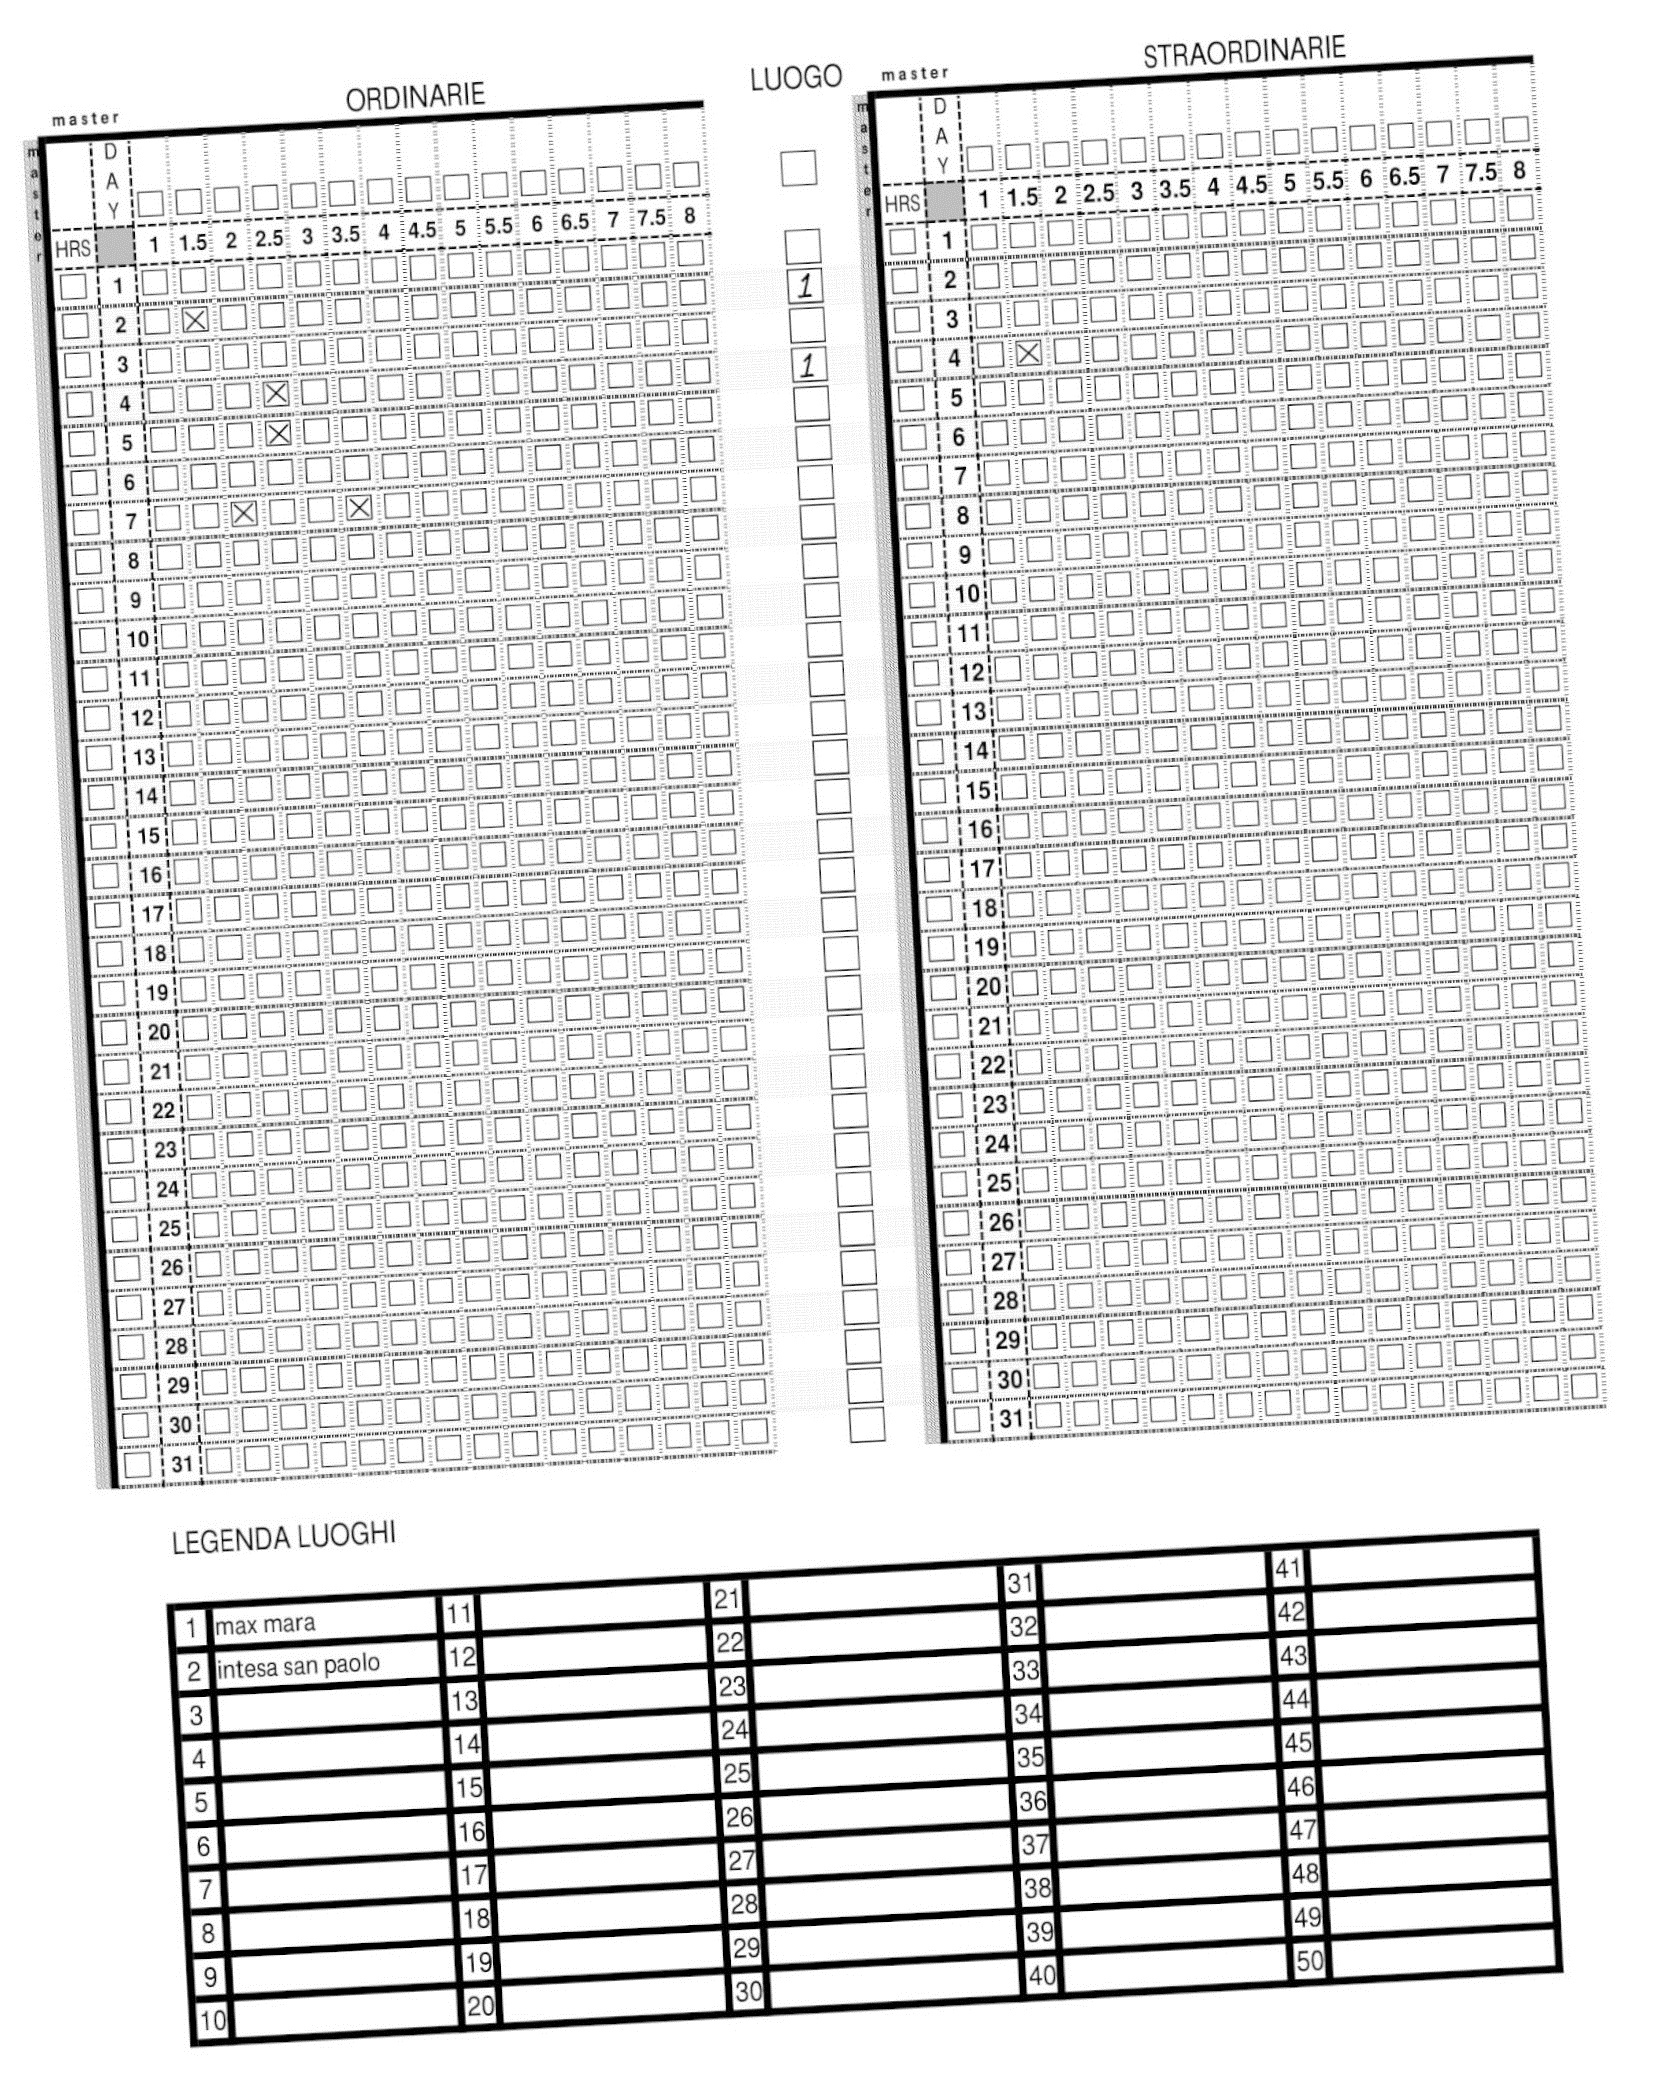 ORDINARIE LUOGO STRAORDINARIE
master master
master master
DAY DAY
HRS 1 1.5 2 2.5 3 3.5 4 4.5 5 5.5 6 6.5 7 7.5 8 HRS 1 1.5 2 2.5 3 3.5 4 4.5 5 5.5 6 6.5 7 7.5 8
1 1
2 1 2
3 3
4 1 4
5 5
6 6
7 7
8 8
9 9
10 10
11 11
12 12
13 13
14 14
15 15
16 16
17 17
18 18
19 19
20 20
21 21
22 22
23 23
24 24
25 25
26 26
27 27
28 28
29 29
30 30
31 31
LEGENDA LUOGHI
1 max mara 11 21 31 41
2 intesa san paolo 12 22 32 42
3 13 23 33 43
4 14 24 34 44
5 15 25 35 45
6 16 26 36 46
7 17 27 37 47
8 18 28 38 48
9 19 29 39 49
10 20 30 40 50